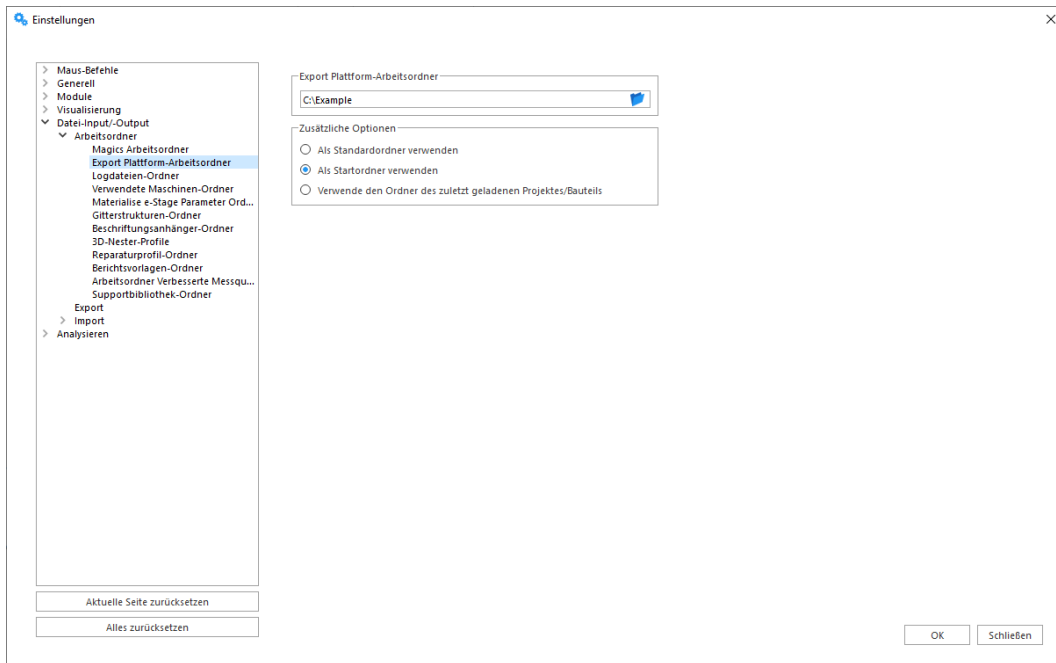 Einstellungen
Maus-Befehle
Generell
Module
Visualisierung
Datei-Input/-Output
Arbeitsordner
Magics Arbeitsordner
Export Plattform-Arbeitsordner
Logdateien-Ordner
Verwendete Maschinen-Ordner
Materialise e-Stage Parameter Ord...
Gitterstrukturen-Ordner
Beschriftungsanhänger-Ordner
3D-Nester-Profile
Reparaturprofil-Ordner
Berichtsvorlagen-Ordner
Arbeitsordner Verbesserte Messqu...
Supportbibliothek-Ordner
Export
Import
Analysieren
Aktuelle Seite zurücksetzen
Alles zurücksetzen
Export Plattform-Arbeitsordner
C:\Example
Zusätzliche Optionen
Als Standardordner verwenden
Als Startordner verwenden
Verwende den Ordner des zuletzt geladenen Projektes/Bauteils
OK
Schließen